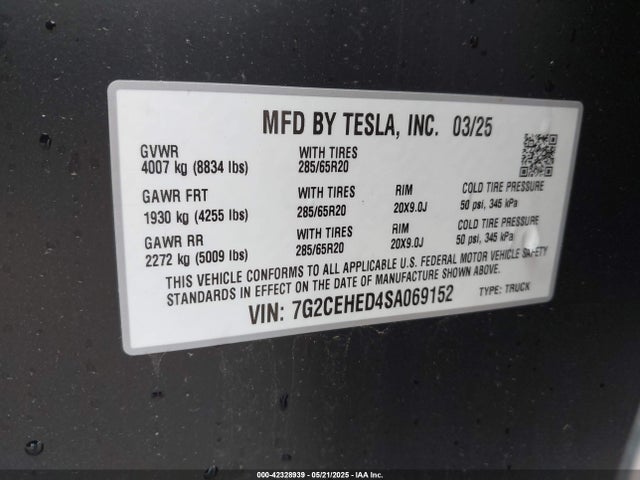 MFD BY TESLA, INC. 03/25
GVWR WITH TIRES
4007 kg (8834 lbs) 285/65R20
GAWR FRT WITH TIRES RIM COLD TIRE PRESSURE
1930 kg (4255 lbs) 285/65R20 20X9.0J 50 psi, 345 kPa
GAWR RR WITH TIRES RIM COLD TIRE PRESSURE
2272 kg (5009 lbs) 285/65R20 20X9.0J 50 psi, 345 kPa
THIS VEHICLE CONFORMS TO ALL APPLICABLE U.S. FEDERAL MOTOR VEHICLE SAFETY
STANDARDS IN EFFECT ON THE DATE OF MANUFACTURE SHOWN ABOVE.
VIN: 7G2CEHED4SA069152 TYPE: TRUCK
000-42328939 - 05/21/2025 - IAA Inc.